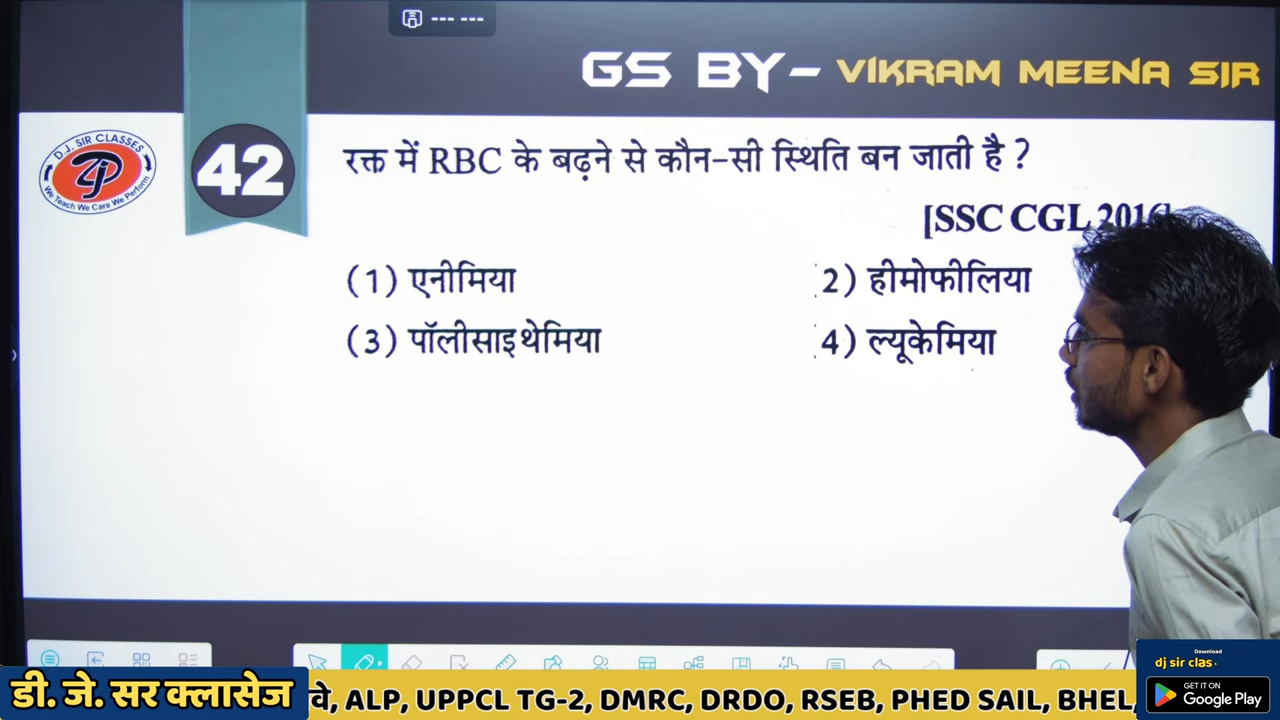 --- ---
GS BY- VIKRAM MEENA SIR
D.J. SIR CLASSES
We Teach We Care We Perform
42
रक्त में RBC के बढ़ने से कौन-सी स्थिति बन जाती है ?
[SSC CGL 2016]
(1) एनीमिया
2) हीमोफीलिया
(3) पॉलीसाइथेमिया
4) ल्यूकेमिया
डी. जे. सर क्लासेज
वे, ALP, UPPCL TG-2, DMRC, DRDO, RSEB, PHED SAIL, BHEL,
Download
dj sir clas
GET IT ON
Google Play